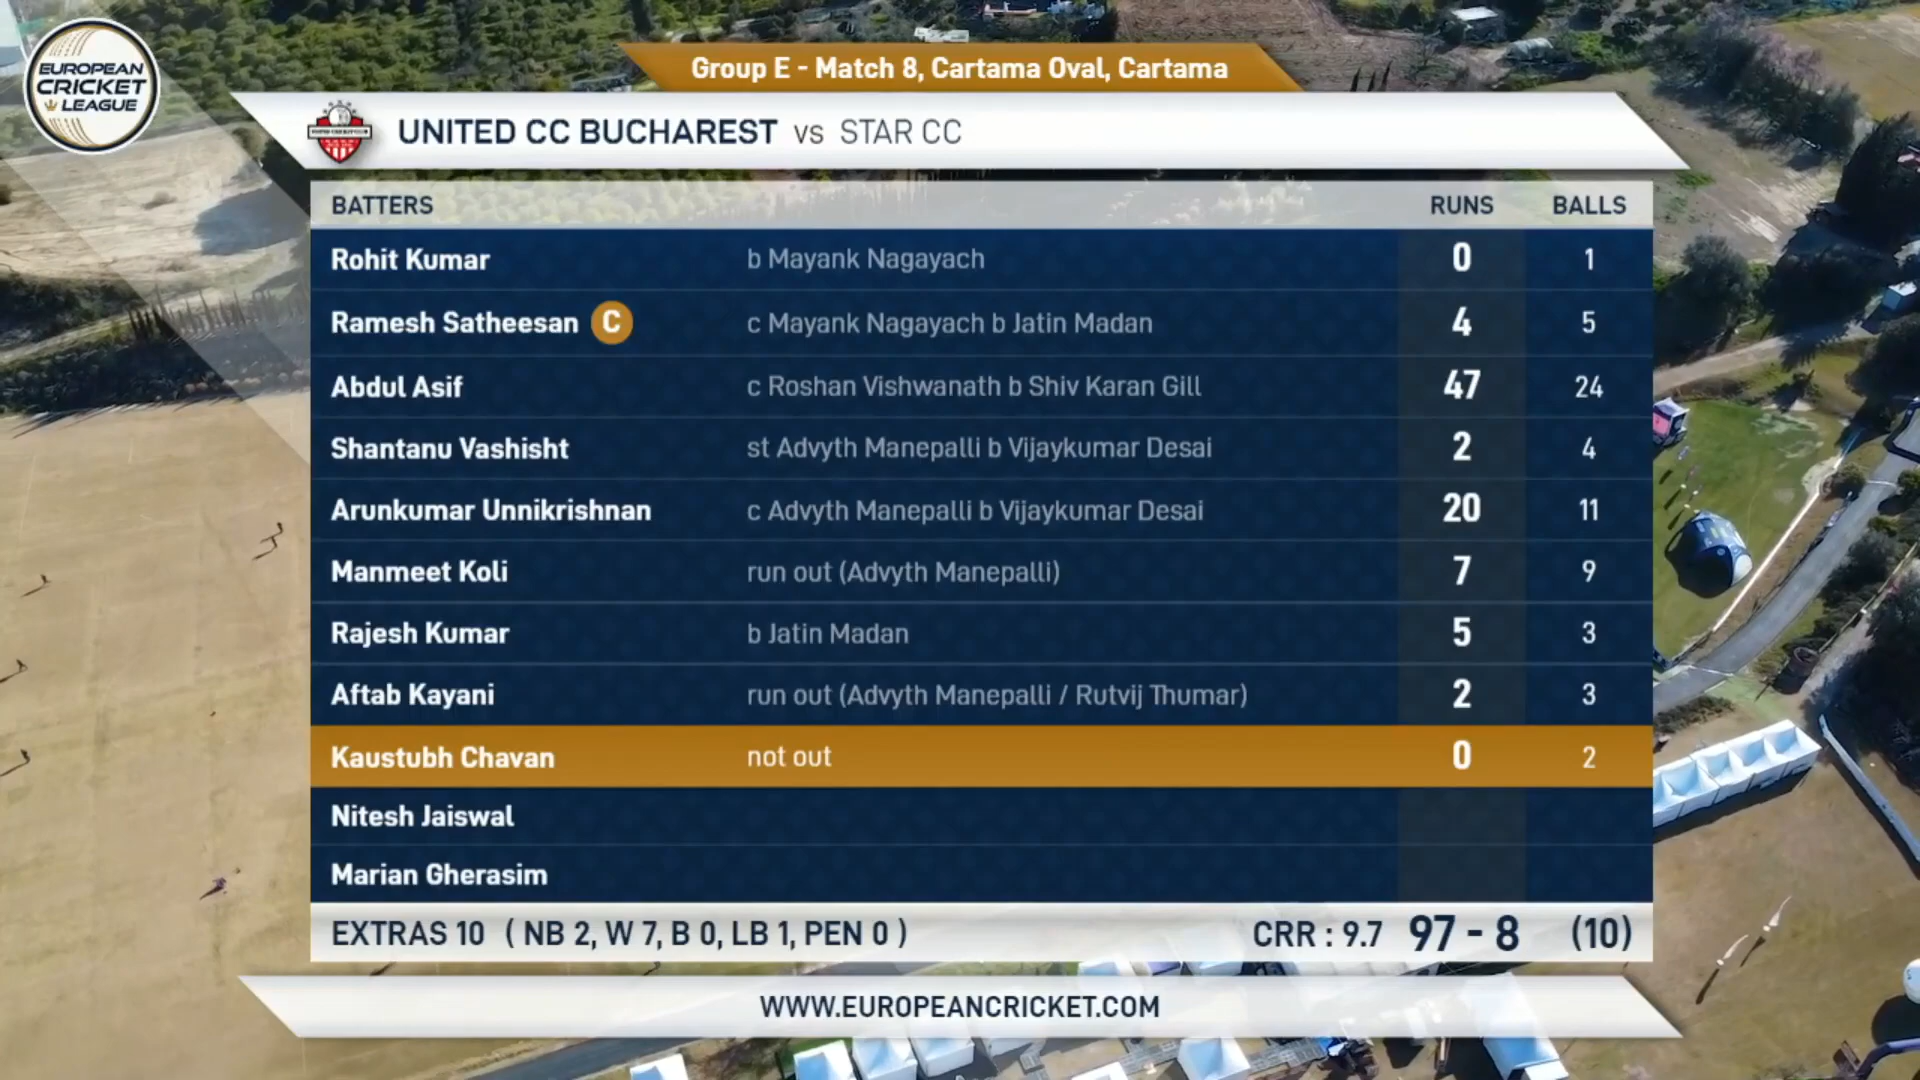 EUROPEAN
CRICKET
LEAGUE
Group E - Match 8, Cartama Oval, Cartama
UNITED CC BUCHAREST vs STAR CC
BATTERS RUNS BALLS
Rohit Kumar b Mayank Nagayach 0 1
Ramesh Satheesan C c Mayank Nagayach b Jatin Madan 4 5
Abdul Asif c Roshan Vishwanath b Shiv Karan Gill 47 24
Shantanu Vashisht st Advyth Manepalli b Vijaykumar Desai 2 4
Arunkumar Unnikrishnan c Advyth Manepalli b Vijaykumar Desai 20 11
Manmeet Koli run out (Advyth Manepalli) 7 9
Rajesh Kumar b Jatin Madan 5 3
Aftab Kayani run out (Advyth Manepalli / Rutvij Thumar) 2 3
Kaustubh Chavan not out 0 2
Nitesh Jaiswal
Marian Gherasim
EXTRAS 10 ( NB 2, W 7, B 0, LB 1, PEN 0 ) CRR : 9.7 97 - 8 (10)
WWW.EUROPEANCRICKET.COM